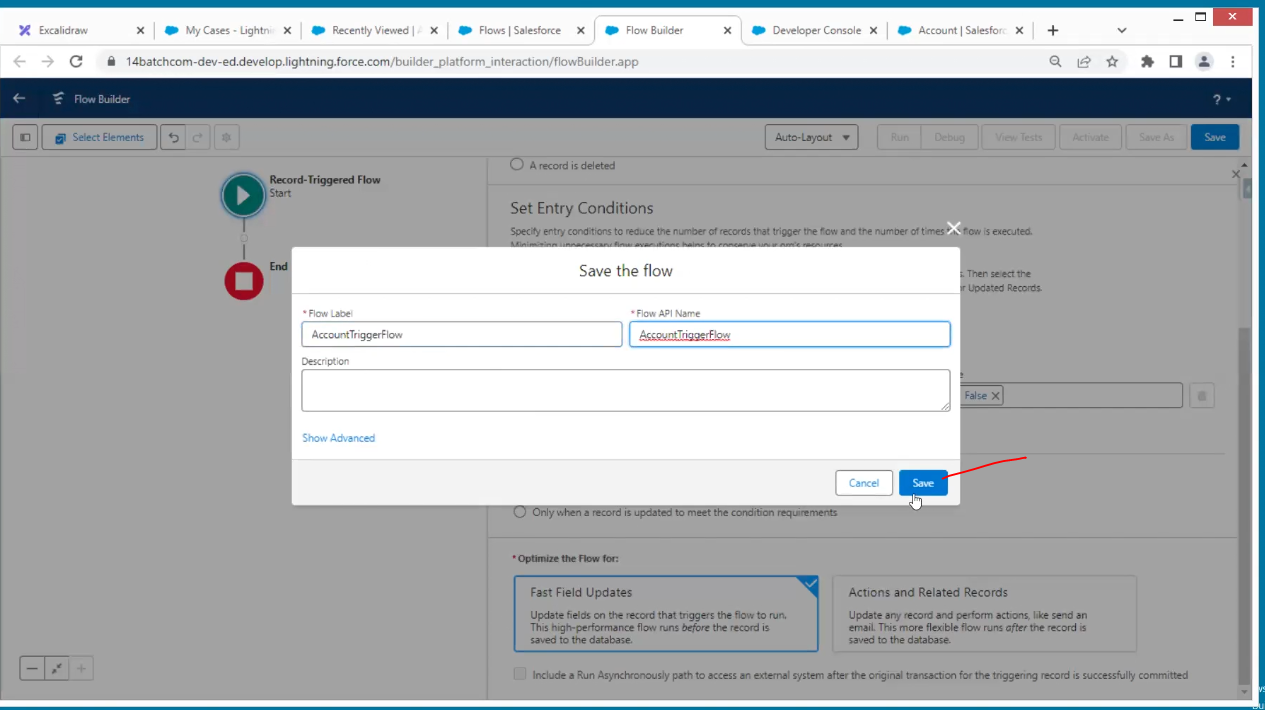 Excalidraw
My Cases - Lightni
Recently Viewed | A
Flows | Salesforce
Flow Builder
Developer Console
Account | Salesforc
14batchcom-dev-ed.develop.lightning.force.com/builder_platform_interaction/flowBuilder.app
Flow Builder
?
Select Elements
Auto-Layout
Run
Debug
View Tests
Activate
Save As
Save
Record-Triggered Flow
Start
End
A record is deleted
Set Entry Conditions
Specify entry conditions to reduce the number of records that trigger the flow and the number of times the flow is executed.
Minimizing unnecessary flow executions helps to conserve your org's resources.
s. Then select the
or Updated Records.
Save the flow
* Flow Label
* Flow API Name
AccountTriggerFlow
AccountTriggerFlow
Description
e
False
Show Advanced
Cancel
Save
Only when a record is updated to meet the condition requirements
* Optimize the Flow for:
Fast Field Updates
Update fields on the record that triggers the flow to run.
This high-performance flow runs before the record is
saved to the database.
Actions and Related Records
Update any record and perform actions, like send an
email. This more flexible flow runs after the record is
saved to the database.
Include a Run Asynchronously path to access an external system after the original transaction for the triggering record is successfully committed